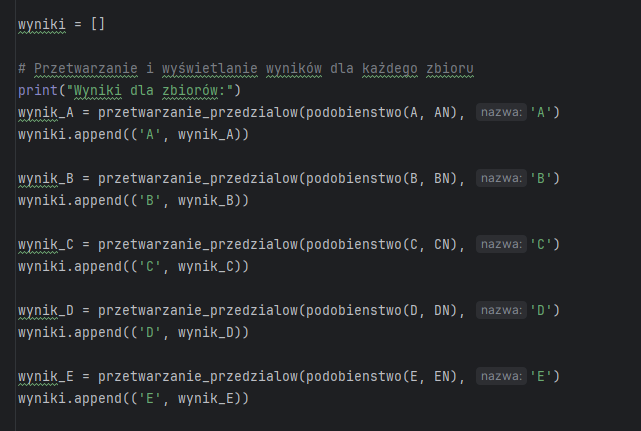 wyniki = []
# Przetwarzanie i wyświetlanie wyników dla każdego zbioru
print("Wyniki dla zbiorów:")
wynik_A = przetwarzanie_przedzialow(podobienstwo(A, AN), nazwa: 'A')
wyniki.append(('A', wynik_A))
wynik_B = przetwarzanie_przedzialow(podobienstwo(B, BN), nazwa: 'B')
wyniki.append(('B', wynik_B))
wynik_C = przetwarzanie_przedzialow(podobienstwo(C, CN), nazwa: 'C')
wyniki.append(('C', wynik_C))
wynik_D = przetwarzanie_przedzialow(podobienstwo(D, DN), nazwa: 'D')
wyniki.append(('D', wynik_D))
wynik_E = przetwarzanie_przedzialow(podobienstwo(E, EN), nazwa: 'E')
wyniki.append(('E', wynik_E))